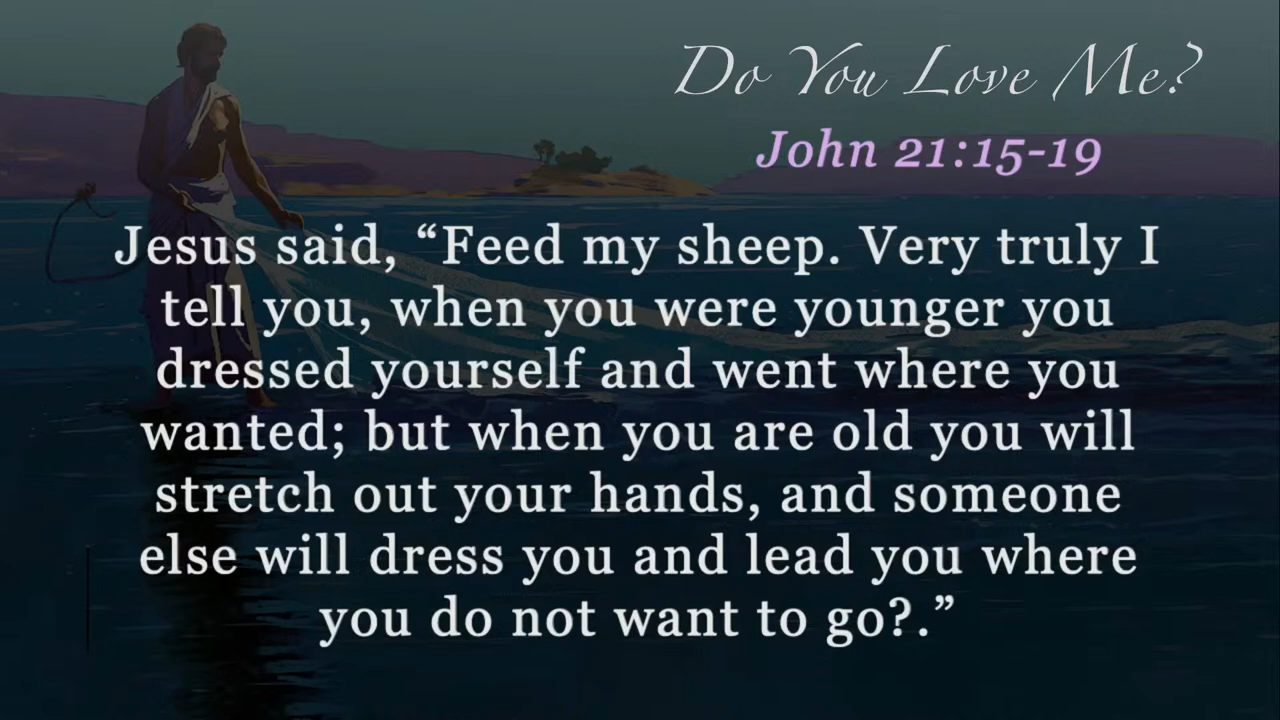 Do You Love Me?
John 21:15-19
Jesus said, “Feed my sheep. Very truly I
tell you, when you were younger you
dressed yourself and went where you
wanted; but when you are old you will
stretch out your hands, and someone
else will dress you and lead you where
you do not want to go?.”